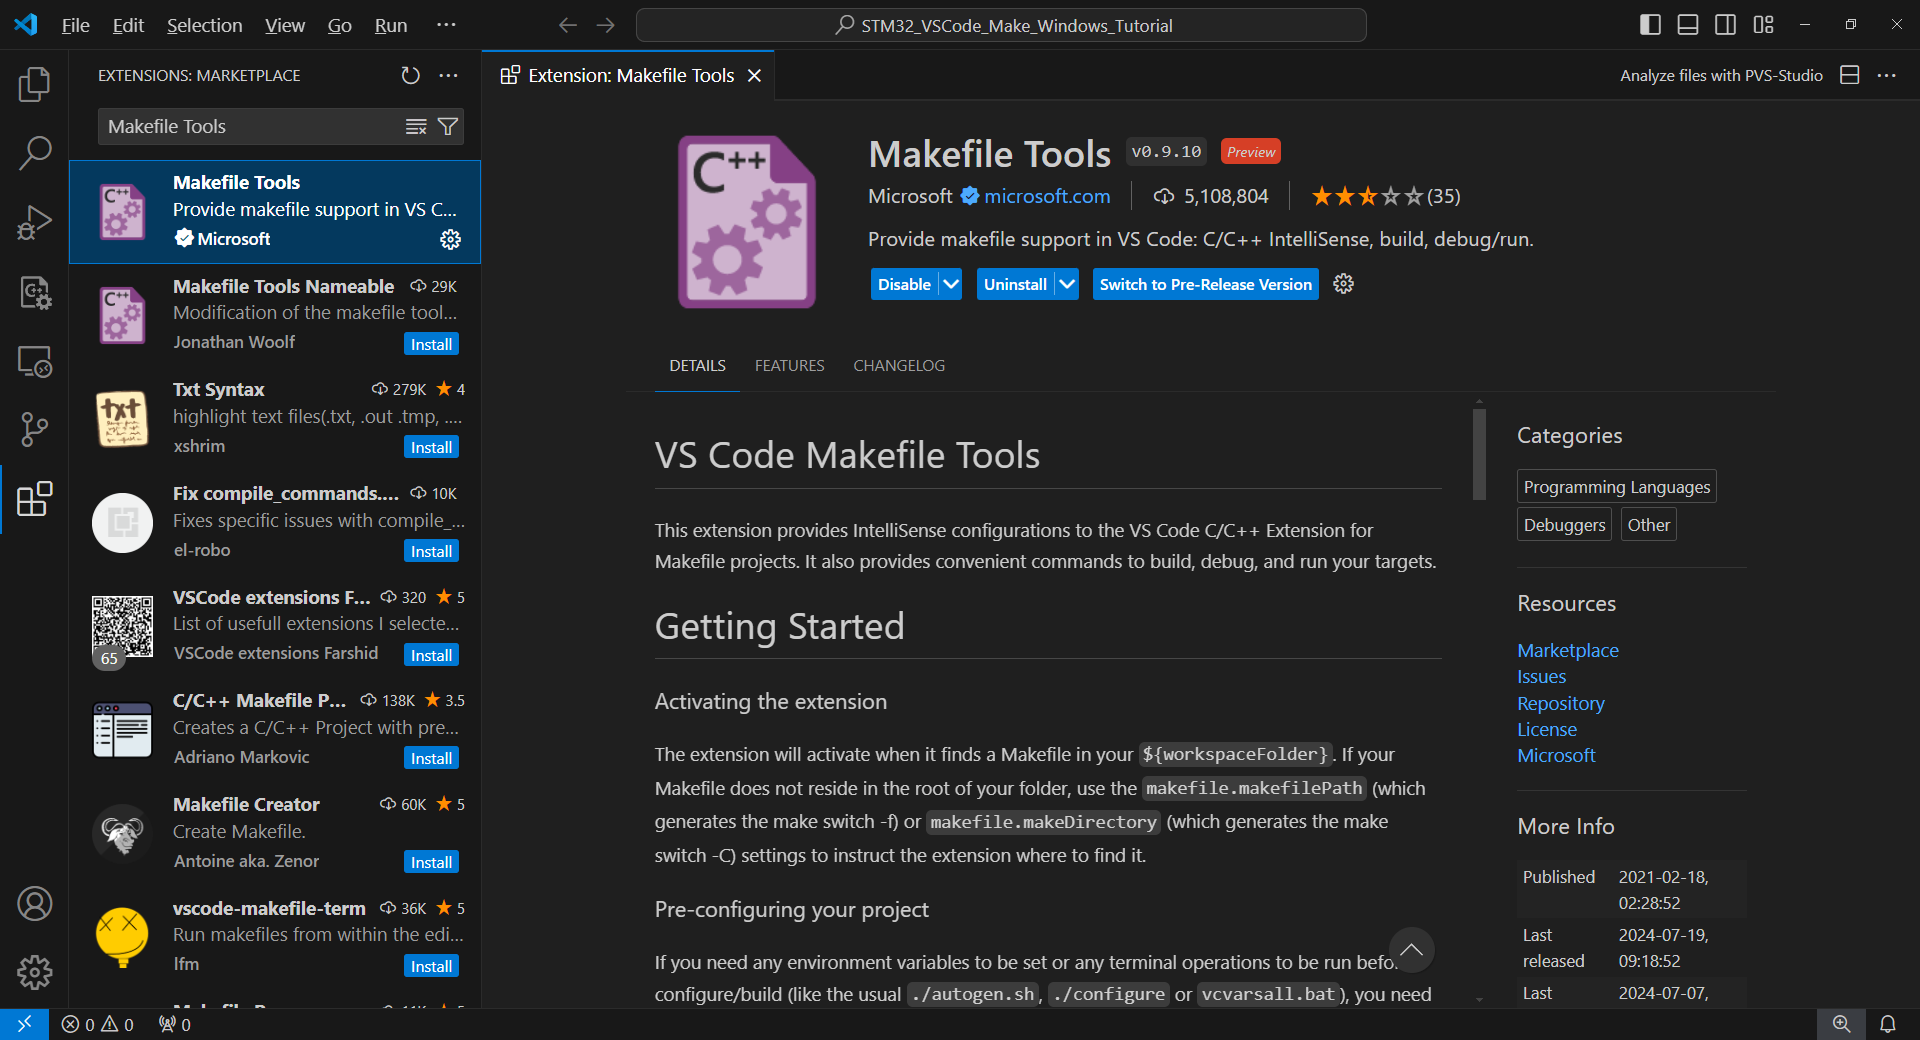 File Edit Selection View Go Run ··· STM32_VSCode_Make_Windows_Tutorial
EXTENSIONS: MARKETPLACE
Makefile Tools
Makefile Tools
Provide makefile support in VS C...
Microsoft
Makefile Tools Nameable 29K
Modification of the makefile tool...
Jonathan Woolf Install
Txt Syntax 279K 4
highlight text files(.txt, .out .tmp, ....
xshrim Install
Fix compile_commands.... 10K
Fixes specific issues with compile_...
el-robo Install
VSCode extensions F... 320 5
List of usefull extensions I selecte...
65
VSCode extensions Farshid Install
C/C++ Makefile P... 138K 3.5
Creates a C/C++ Project with pre...
Adriano Markovic Install
Makefile Creator 60K 5
Create Makefile.
Antoine aka. Zenor Install
vscode-makefile-term 36K 5
Run makefiles from within the edi...
lfm Install
Extension: Makefile Tools
Analyze files with PVS-Studio
C++
Makefile Tools v0.9.10 Preview
Microsoft microsoft.com 5,108,804 (35)
Provide makefile support in VS Code: C/C++ IntelliSense, build, debug/run.
Disable Uninstall Switch to Pre-Release Version
DETAILS FEATURES CHANGELOG
VS Code Makefile Tools
This extension provides IntelliSense configurations to the VS Code C/C++ Extension for
Makefile projects. It also provides convenient commands to build, debug, and run your targets.
Getting Started
Activating the extension
The extension will activate when it finds a Makefile in your ${workspaceFolder}. If your
Makefile does not reside in the root of your folder, use the makefile.makefilePath (which
generates the make switch -f) or makefile.makeDirectory (which generates the make
switch -C) settings to instruct the extension where to find it.
Pre-configuring your project
If you need any environment variables to be set or any terminal operations to be run
configure/build (like the usual ./autogen.sh, ./configure or vcvarsall.bat), you need
Categories
Programming Languages
Debuggers Other
Resources
Marketplace
Issues
Repository
License
Microsoft
More Info
Published 2021-02-18,
02:28:52
Last 2024-07-19,
released 09:18:52
Last 2024-07-07,
0 0 0